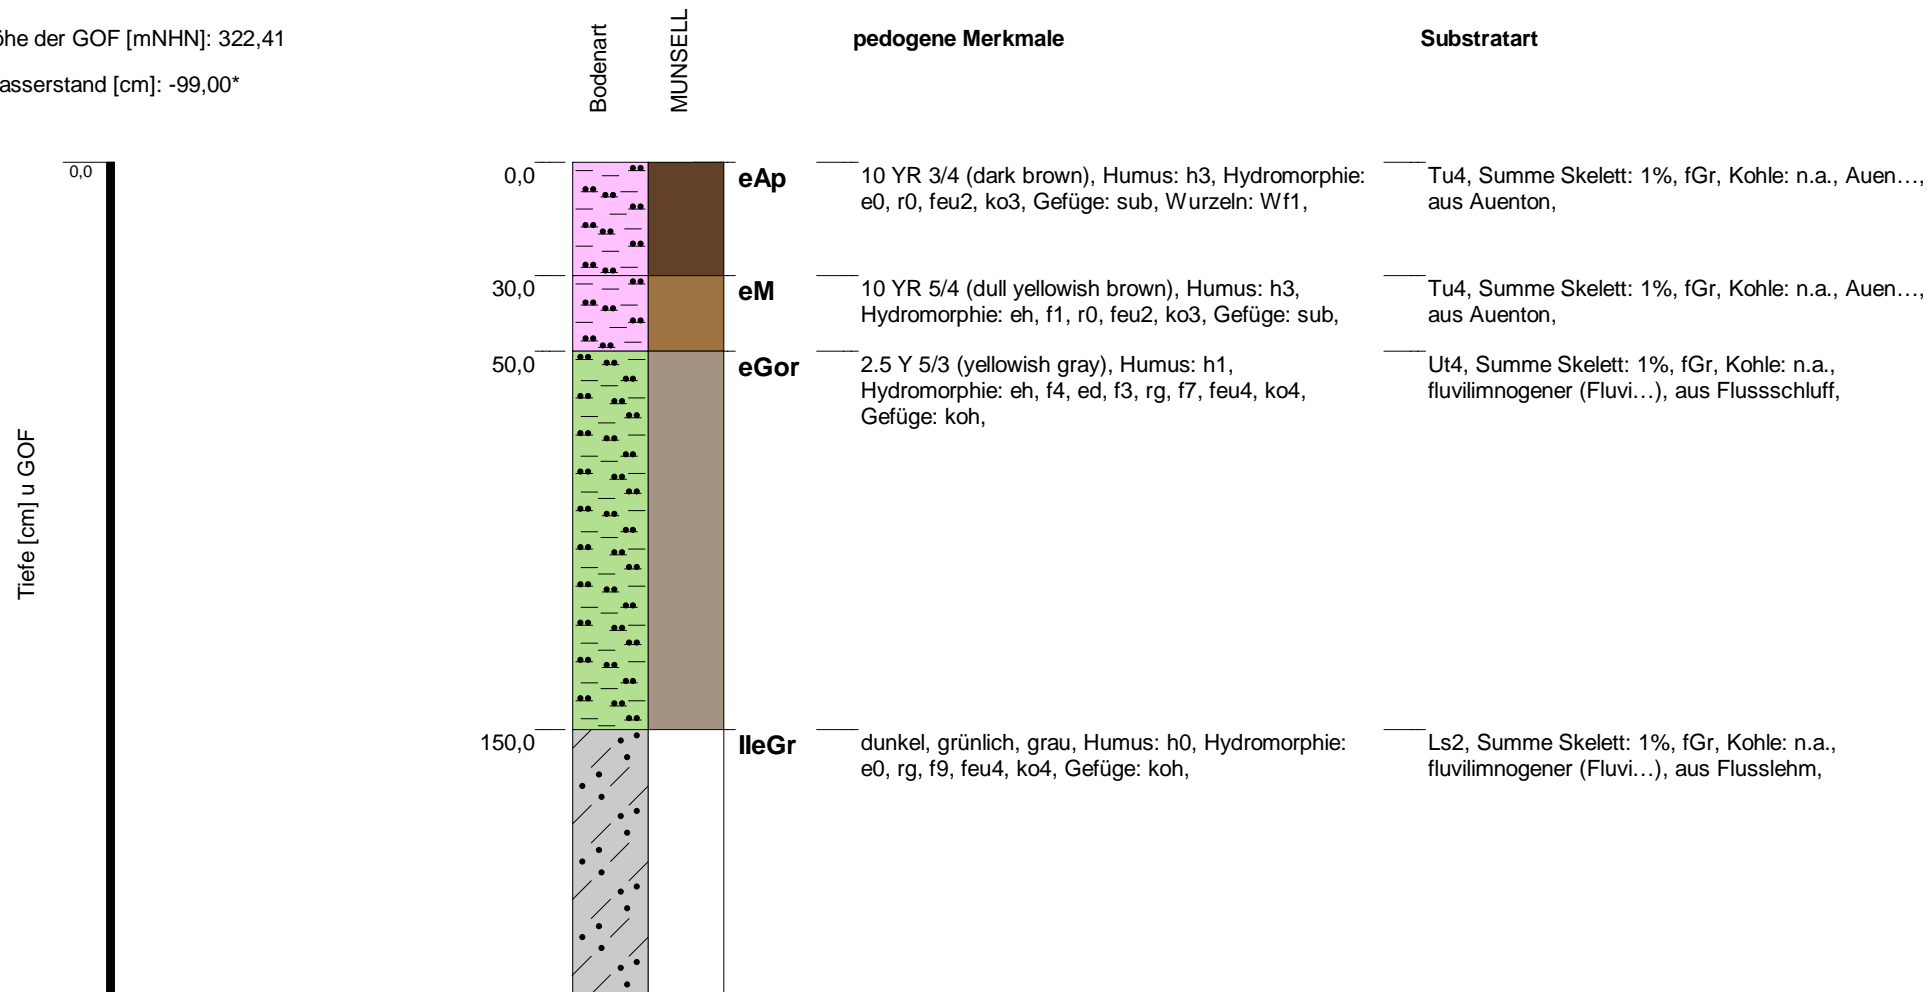 öhe der GOF [mNHN]: 322,41
asserstand [cm]: -99,00*
Bodenart
MUNSELL
pedogene Merkmale
Substratart
Tiefe [cm] u GOF
0,0
0,0
eAp
10 YR 3/4 (dark brown), Humus: h3, Hydromorphie:
e0, r0, feu2, ko3, Gefüge: sub, Wurzeln: Wf1,
Tu4, Summe Skelett: 1%, fGr, Kohle: n.a., Auen…,
aus Auenton,
30,0
eM
10 YR 5/4 (dull yellowish brown), Humus: h3,
Hydromorphie: eh, f1, r0, feu2, ko3, Gefüge: sub,
Tu4, Summe Skelett: 1%, fGr, Kohle: n.a., Auen…,
aus Auenton,
50,0
eGor
2.5 Y 5/3 (yellowish gray), Humus: h1,
Hydromorphie: eh, f4, ed, f3, rg, f7, feu4, ko4,
Gefüge: koh,
Ut4, Summe Skelett: 1%, fGr, Kohle: n.a.,
fluvilimnogener (Fluvi…), aus Flussschluff,
150,0
IIeGr
dunkel, grünlich, grau, Humus: h0, Hydromorphie:
e0, rg, f9, feu4, ko4, Gefüge: koh,
Ls2, Summe Skelett: 1%, fGr, Kohle: n.a.,
fluvilimnogener (Fluvi…), aus Flusslehm,